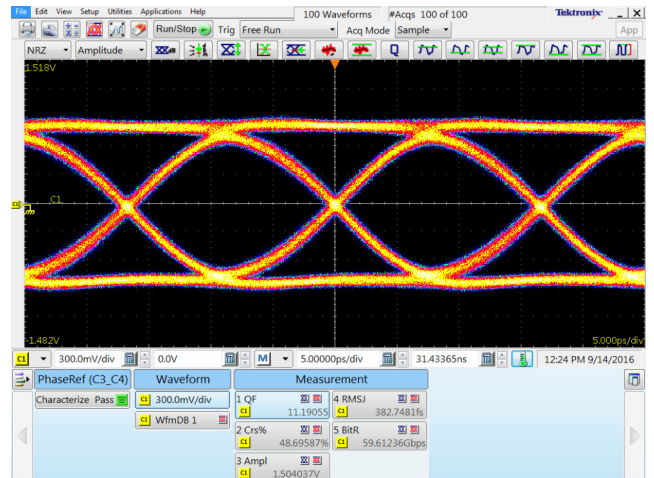 File Edit View Setup Utilities Applications Help 100 Waveforms #Acqs 100 of 100 Tektronix
Run/Stop Trig Free Run Acq Mode Sample App
NRZ Amplitude
1.518V
C1
C1
-1.482V 5.000ps/div
C1 300.0mV/div 0.0V M 5.00000ps/div 31.43365ns 12:24 PM 9/14/2016
PhaseRef (C3_C4) Waveform Measurement
Characterize Pass C1 300.0mV/div 1 QF 4 RMSJ
C1 11.19055 C1 382.7481fs
C1 WfmDB 1 2 Crs% 5 BitR
C1 48.69587% C1 59.61236Gbps
3 Ampl
C1 1.504037V